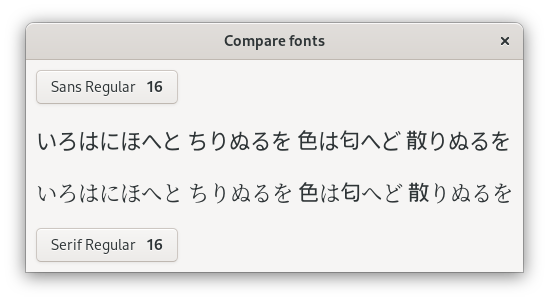 Compare fonts ×
Sans Regular 16
いろはにほへと ちりぬるを 色は匂へど 散りぬるを
いろはにほへと ちりぬるを 色は匂へど 散りぬるを
Serif Regular 16